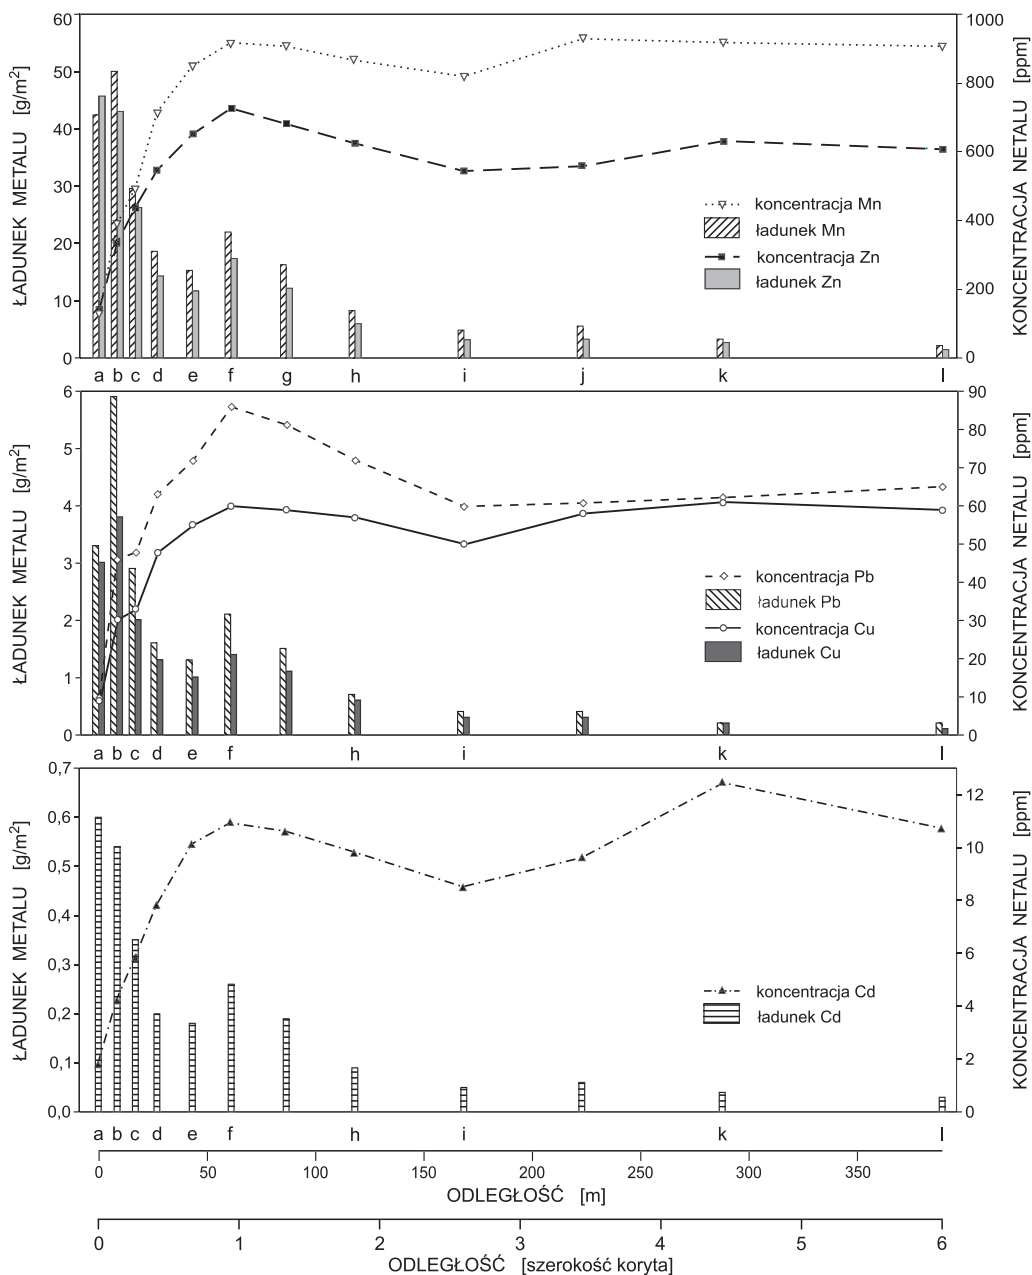 ŁADUNEK METALU [g/m²]
60
50
40
30
20
10
0
KONCENTRACJA NETALU [ppm]
1000
800
600
400
200
0
koncentracja Mn
ładunek Mn
koncentracja Zn
ładunek Zn
a b c d e f g h i j k l
ŁADUNEK METALU [g/m²]
6
5
4
3
2
1
0
KONCENTRACJA NETALU [ppm]
90
80
70
60
50
40
30
20
10
0
koncentracja Pb
ładunek Pb
koncentracja Cu
ładunek Cu
a b c d e f h i k l
ŁADUNEK METALU [g/m²]
0,7
0,6
0,5
0,4
0,3
0,2
0,1
0,0
KONCENTRACJA NETALU [ppm]
12
10
8
6
4
2
0
koncentracja Cd
ładunek Cd
a b c d e f h i k l
0 50 100 150 200 250 300 350
ODLEGŁOŚĆ [m]
0 1 2 3 4 5 6
ODLEGŁOŚĆ [szerokość koryta]